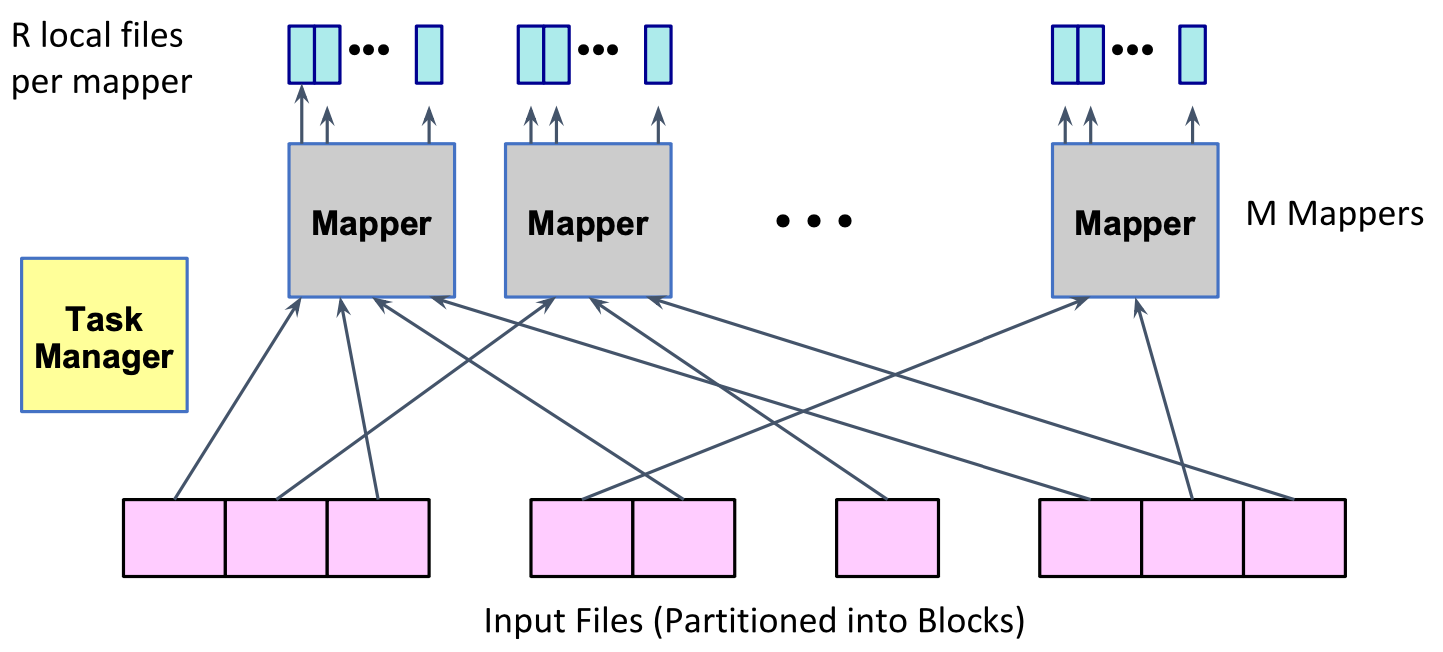 R local files
per mapper
Mapper
Mapper
Mapper
M Mappers
Task
Manager
Input Files (Partitioned into Blocks)